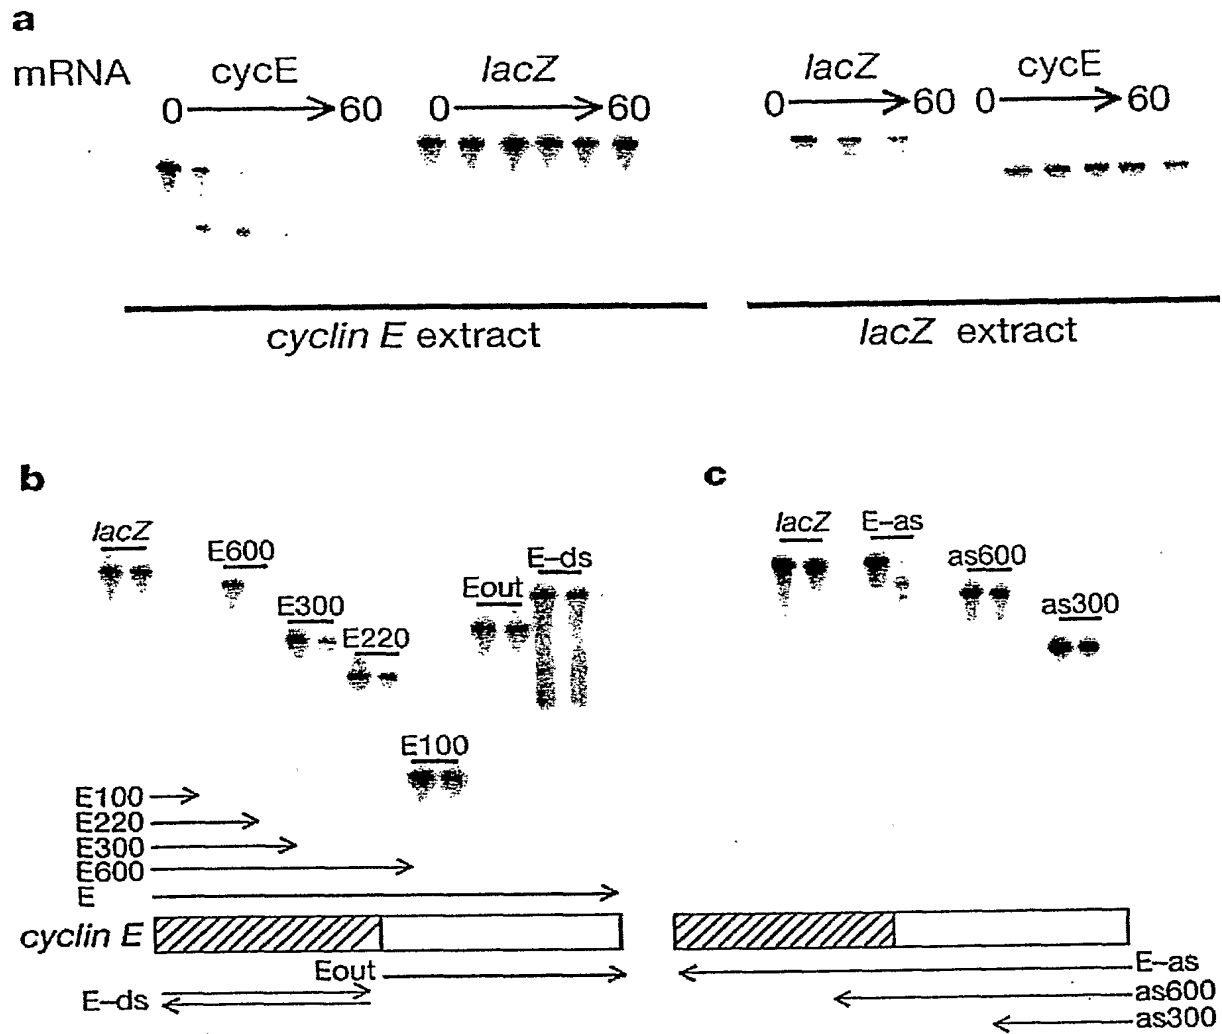 a
mRNA cycE lacZ lacZ cycE
0 60 0 60 0 60 0 60
cyclin E extract lacZ extract
b
lacZ
E600
E300
E220
E100
Eout
E–ds
E100
E220
E300
E600
E
cyclin E
Eout
E–ds
c
lacZ
E–as
as600
as300
E–as
as600
as300